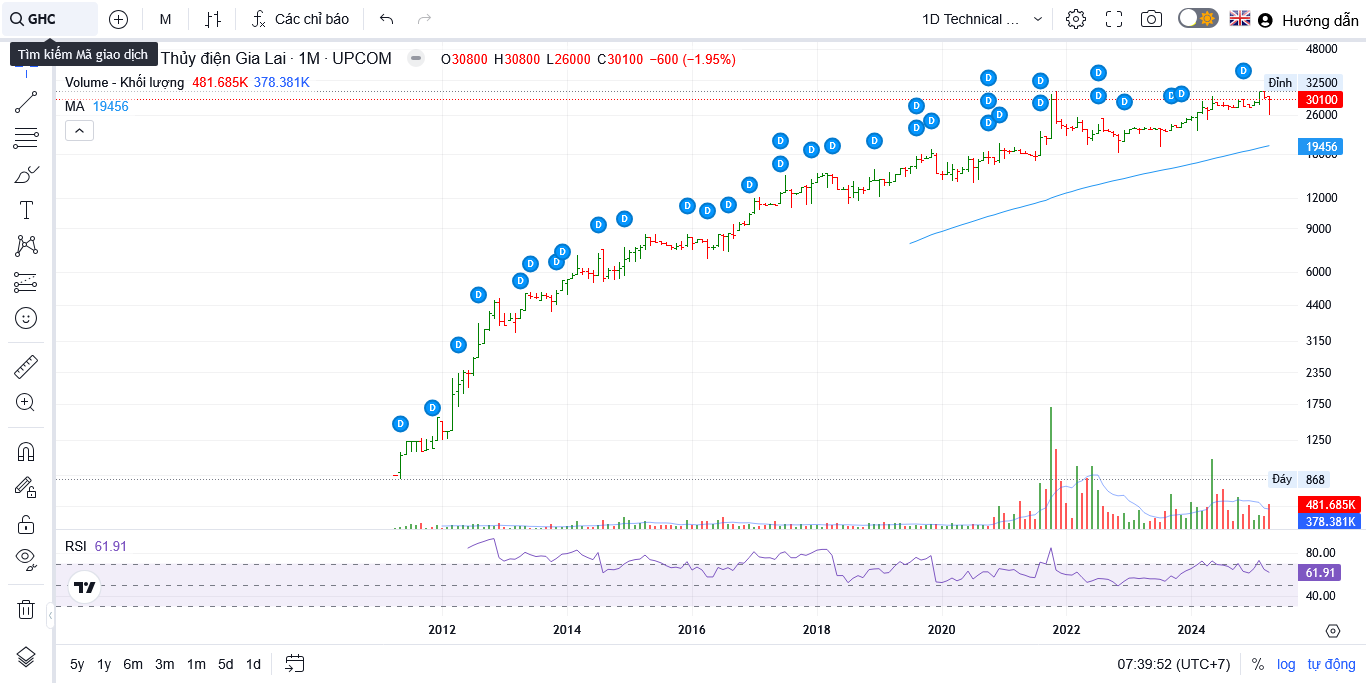 GHC M Các chỉ báo 1D Technical ... Hướng dẫn
Tìm kiếm Mã giao dịch
Thủy điện Gia Lai · 1M · UPCOM O30800 H30800 L26000 C30100 −600 (−1.95%)
Volume - Khối lượng 481.685K 378.381K
MA 19456
48000
Đỉnh 32500
30100
26000
19456
12000
9000
6000
4400
3150
2350
1750
1250
Đáy 868
481.685K
378.381K
D D D D D D D D D D D D D D D D D D D D D D D D D D D D D D D D D D D D
RSI 61.91
80.00
61.91
40.00
2012 2014 2016 2018 2020 2022 2024
5y 1y 6m 3m 1m 5d 1d 07:39:52 (UTC+7) % log tự động